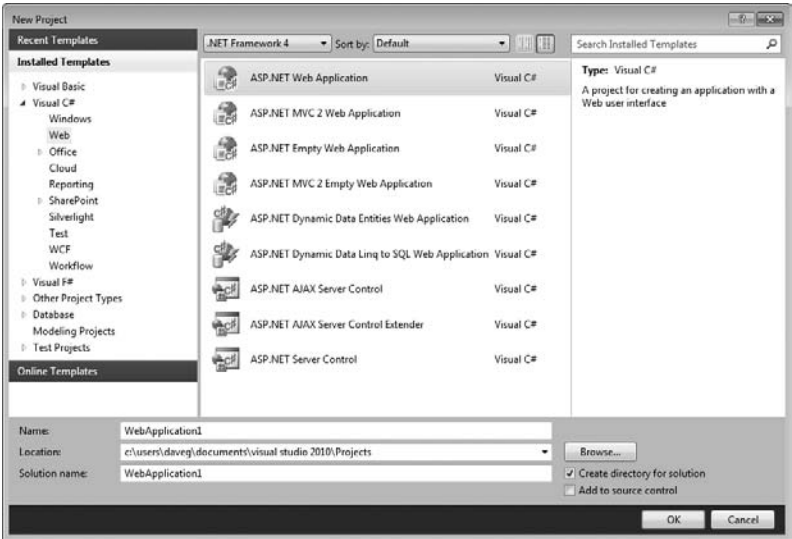 New Project
Recent Templates
.NET Framework 4
Sort by: Default
Search Installed Templates
Installed Templates
Visual Basic
Visual C#
Windows
Web
Office
Cloud
Reporting
SharePoint
Silverlight
Test
WCF
Workflow
Visual F#
Other Project Types
Database
Modeling Projects
Test Projects
Online Templates
ASP.NET Web Application Visual C#
ASP.NET MVC 2 Web Application Visual C#
ASP.NET Empty Web Application Visual C#
ASP.NET MVC 2 Empty Web Application Visual C#
ASP.NET Dynamic Data Entities Web Application Visual C#
ASP.NET Dynamic Data Linq to SQL Web Application Visual C#
ASP.NET AJAX Server Control Visual C#
ASP.NET AJAX Server Control Extender Visual C#
ASP.NET Server Control Visual C#
Type: Visual C#
A project for creating an application with a
Web user interface
Name: WebApplication1
Location: c:\users\daveg\documents\visual studio 2010\Projects
Browse...
Solution name: WebApplication1
Create directory for solution
Add to source control
OK Cancel